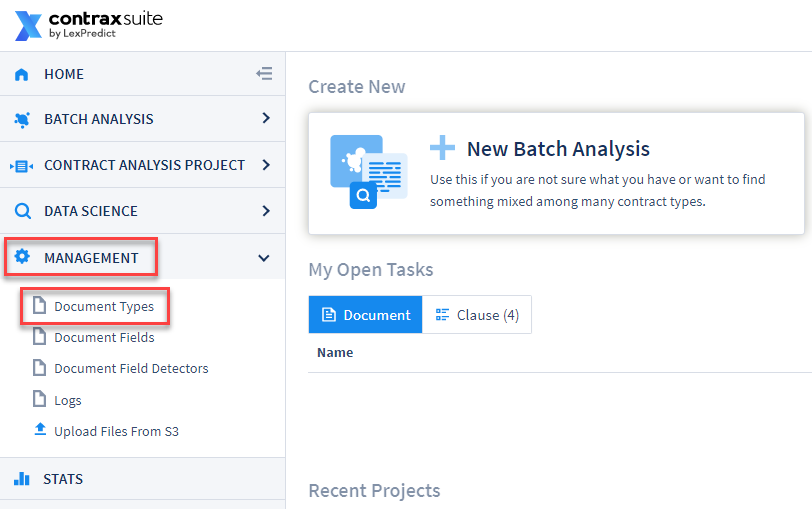 contraxsuite
by LexPredict
HOME
BATCH ANALYSIS
CONTRACT ANALYSIS PROJECT
DATA SCIENCE
MANAGEMENT
Document Types
Document Fields
Document Field Detectors
Logs
Upload Files From S3
STATS
Create New
New Batch Analysis
Use this if you are not sure what you have or want to find
something mixed among many contract types.
My Open Tasks
Document
Clause (4)
Name
Recent Projects